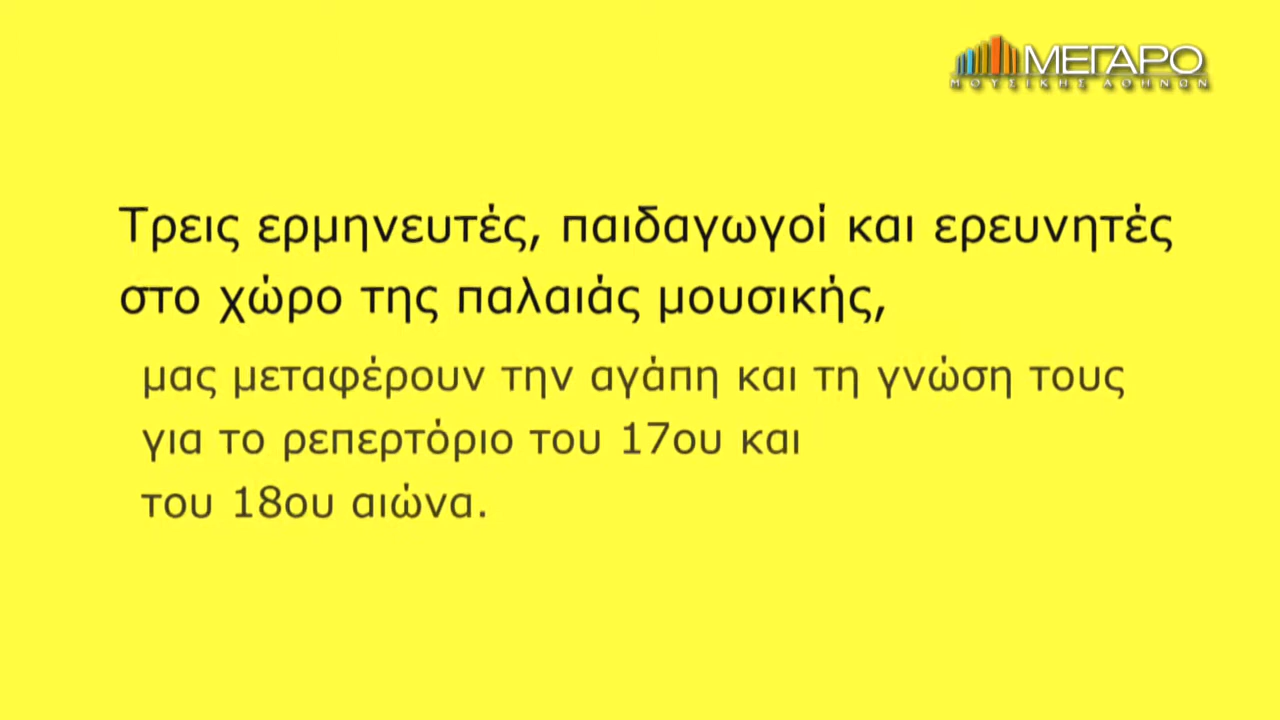 ΜΕΓΑΡΟ
ΜΟΥΣΙΚΗΣ ΑΘΗΝΩΝ
Τρεις ερμηνευτές, παιδαγωγοί και ερευνητές
στο χώρο της παλαιάς μουσικής,
μας μεταφέρουν την αγάπη και τη γνώση τους
για το ρεπερτόριο του 17ου και
του 18ου αιώνα.